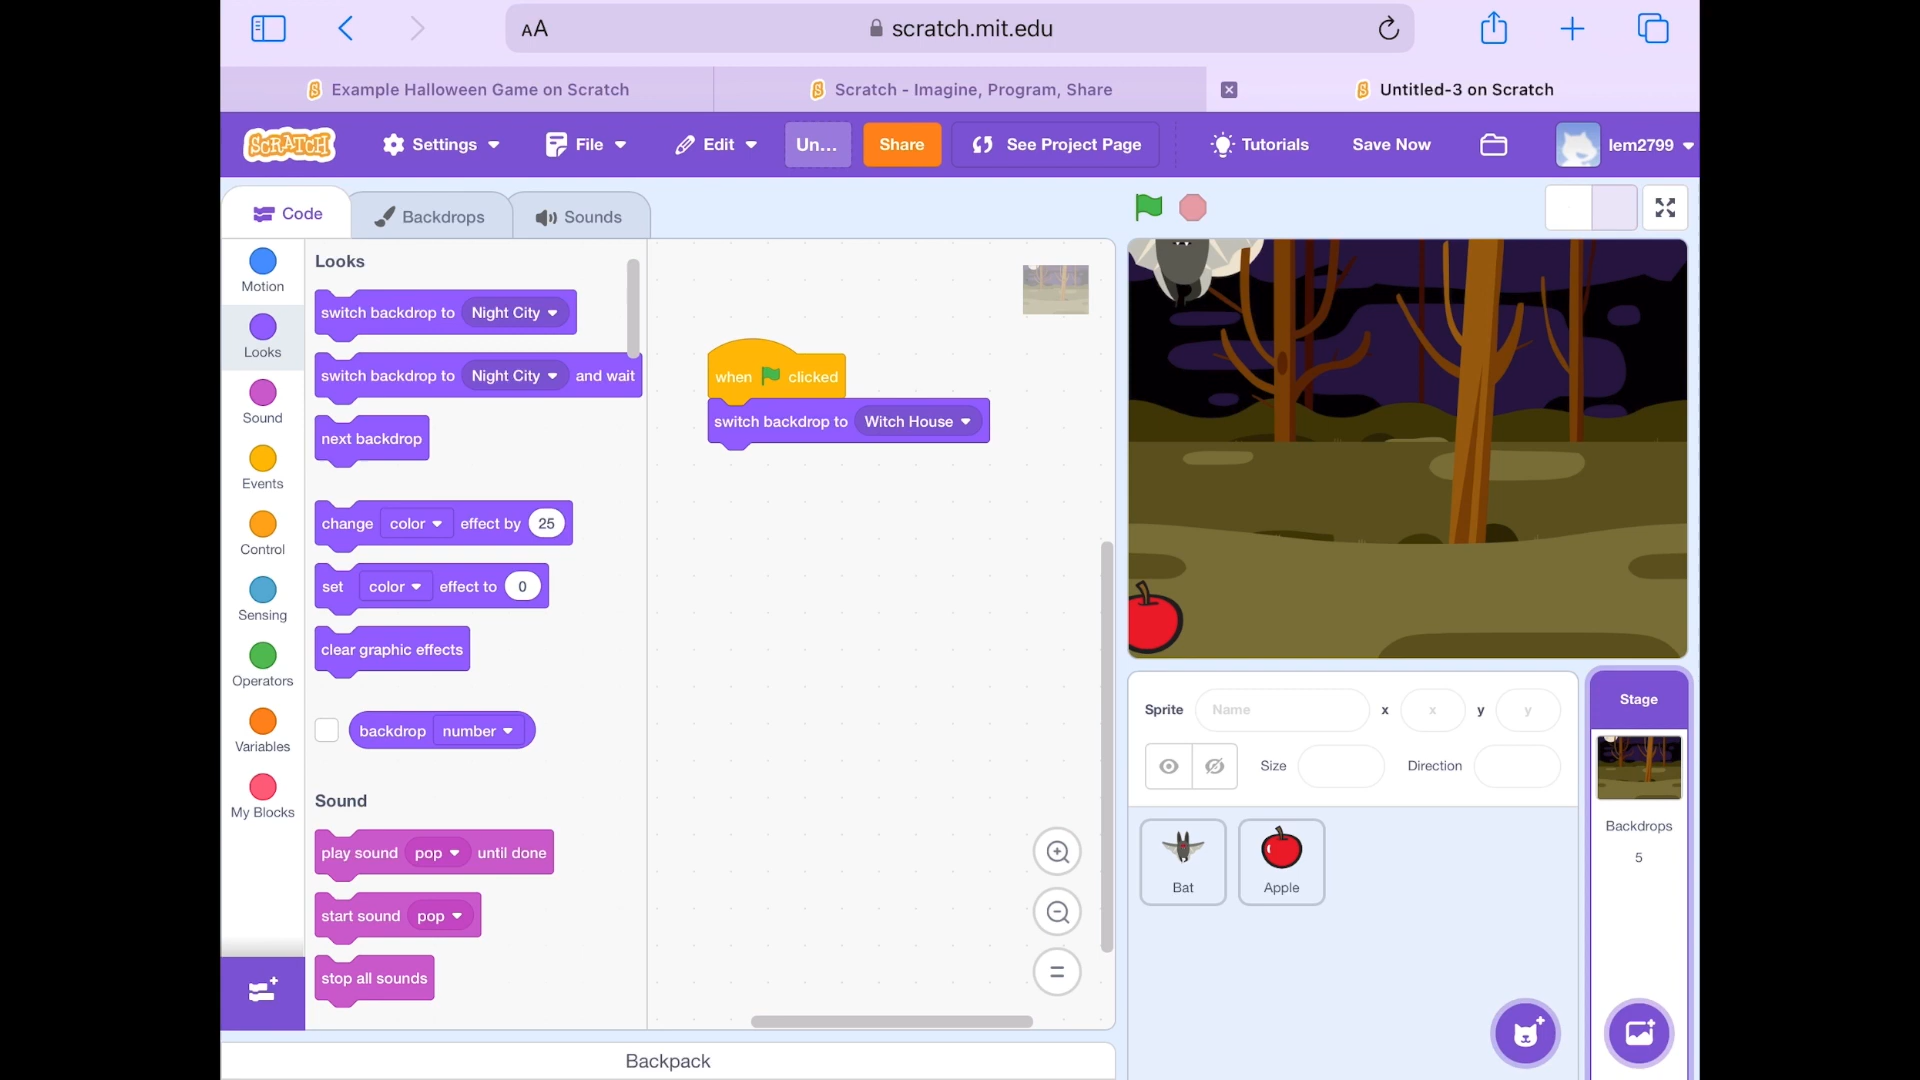 AA
scratch.mit.edu
Example Halloween Game on Scratch
Scratch - Imagine, Program, Share
Untitled-3 on Scratch
SCRATCH
Settings
File
Edit
Un...
Share
See Project Page
Tutorials
Save Now
lem2799
Code
Backdrops
Sounds
Motion
Looks
Sound
Events
Control
Sensing
Operators
Variables
My Blocks
Looks
switch backdrop to Night City
switch backdrop to Night City and wait
next backdrop
change color effect by 25
set color effect to 0
clear graphic effects
backdrop number
Sound
play sound pop until done
start sound pop
stop all sounds
when clicked
switch backdrop to Witch House
Backpack
Sprite Name x x y y
Size Direction
Bat
Apple
Stage
Backdrops
5